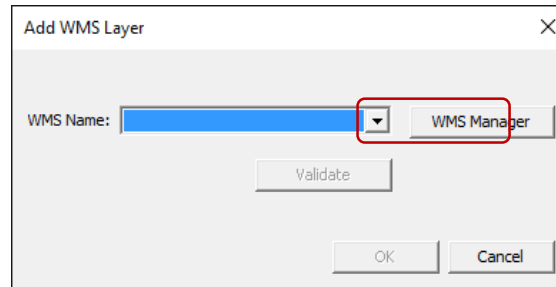 Add WMS Layer
WMS Name: WMS Manager
Validate
OK Cancel